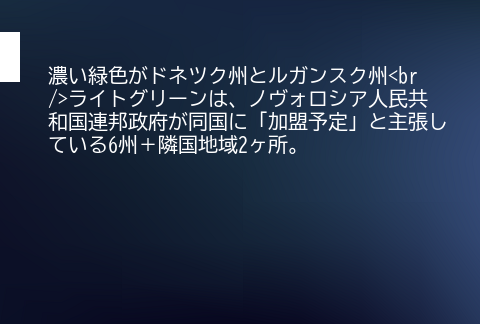 濃い緑色がドネツク州とルガンスク州<br
/>ライトグリーンは、ノヴォロシア人民共
和国連邦政府が同国に「加盟予定」と主張し
ている6州＋隣国地域2ヶ所。